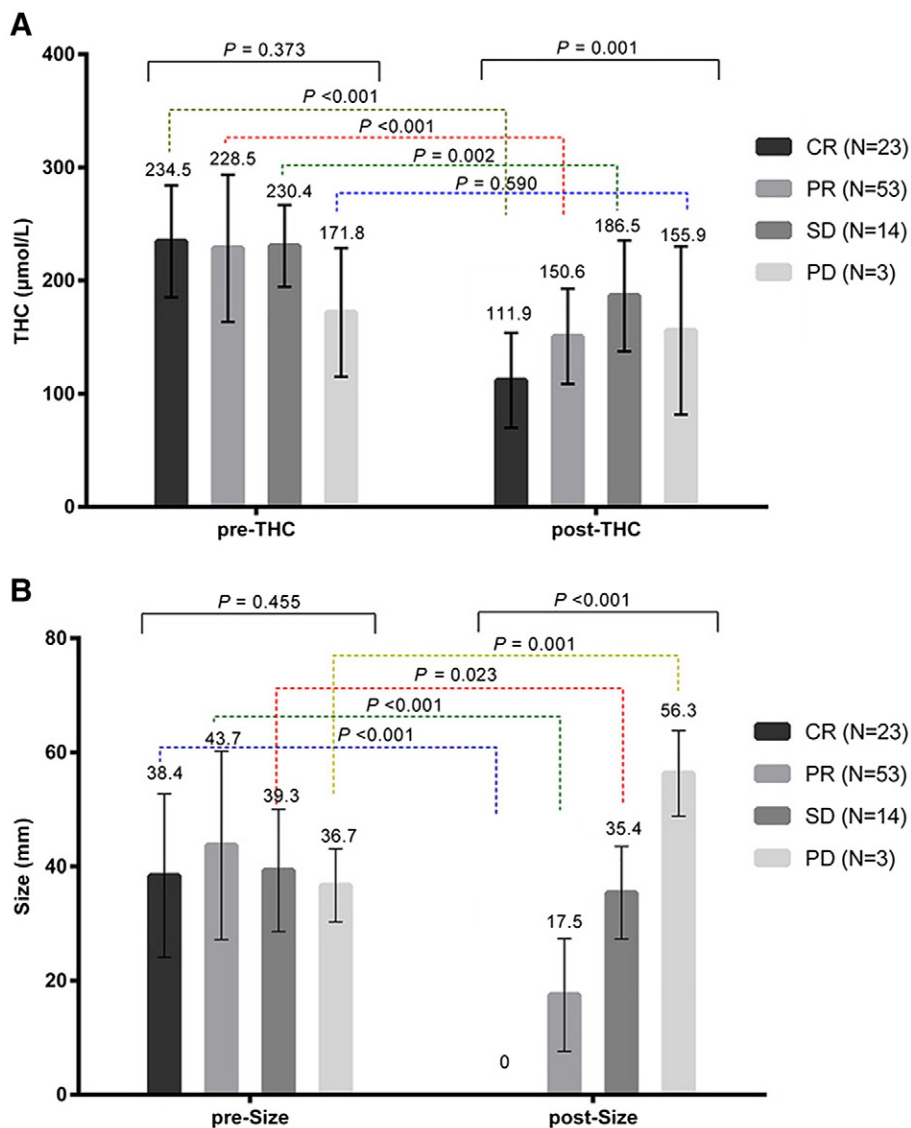 A
400
P = 0.373
P = 0.001
P <0.001
P <0.001
P = 0.002
P = 0.590
300
234.5
228.5
230.4
171.8
186.5
155.9
150.6
111.9
200
100
0
THC (µmol/L)
pre-THC
post-THC
CR (N=23)
PR (N=53)
SD (N=14)
PD (N=3)
B
P = 0.455
P <0.001
80
P = 0.001
P = 0.023
P <0.001
P <0.001
60
38.4
43.7
39.3
36.7
56.3
35.4
17.5
0
40
20
0
Size (mm)
pre-Size
post-Size
CR (N=23)
PR (N=53)
SD (N=14)
PD (N=3)